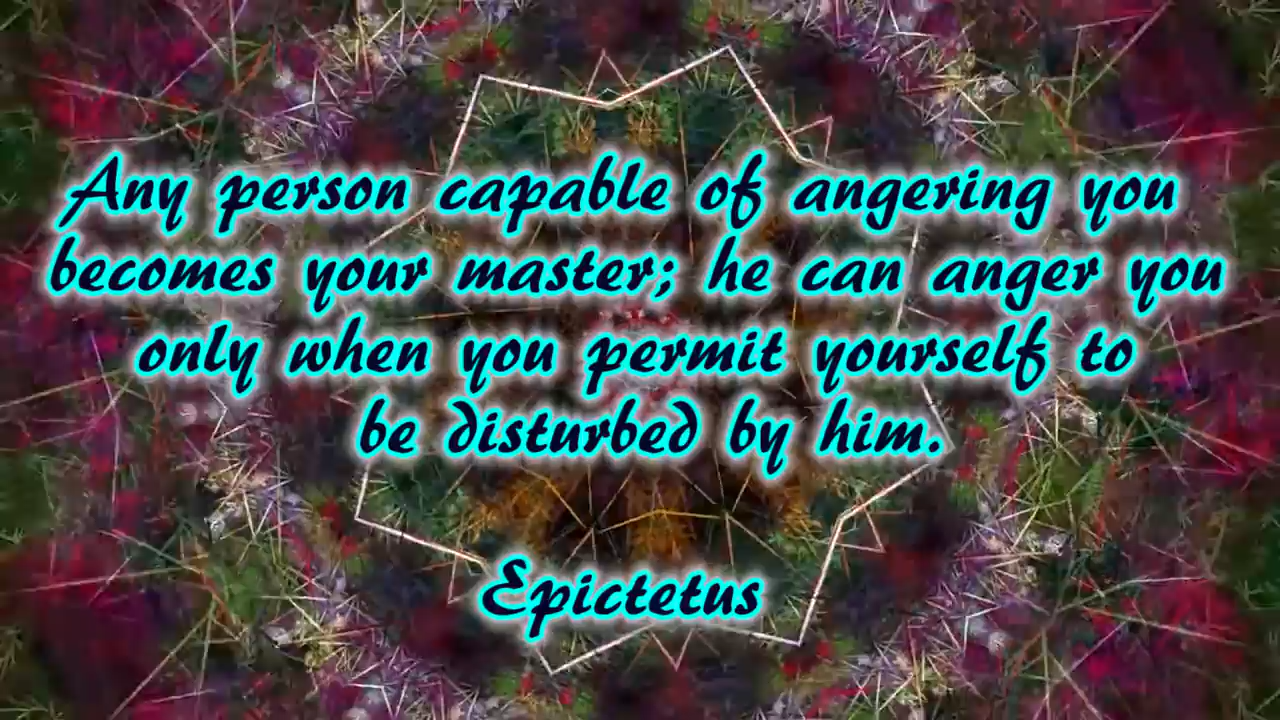 Any person capable of angering you
becomes your master; he can anger you
only when you permit yourself to
be disturbed by him.
Epictetus